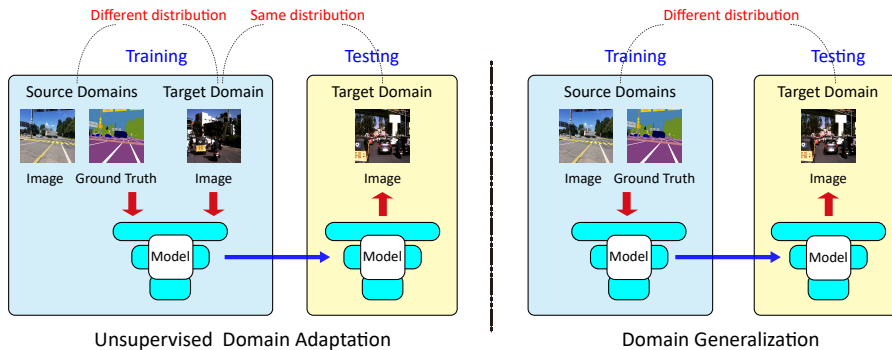 Different distribution
Same distribution
Training
Testing
Source Domains
Target Domain
Target Domain
Image
Ground Truth
Image
Image
Model
Model
Unsupervised Domain Adaptation
Different distribution
Training
Testing
Source Domains
Target Domain
Image
Ground Truth
Image
Model
Model
Domain Generalization